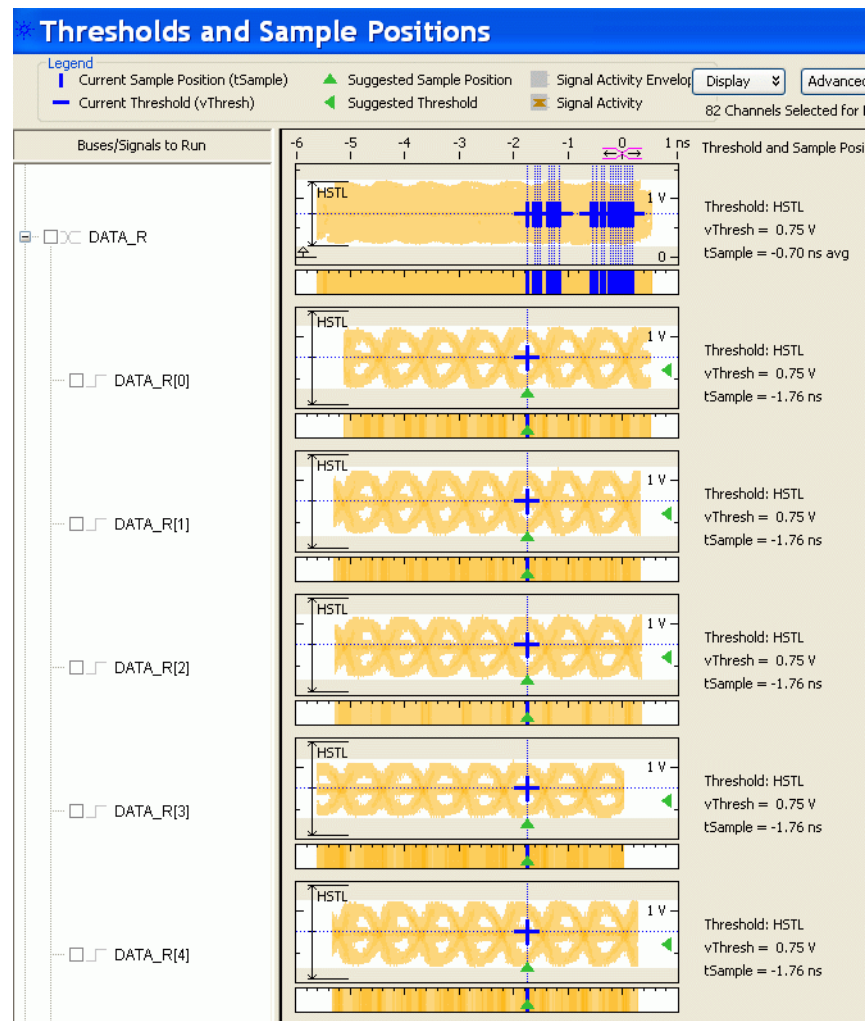 Thresholds and Sample Positions
Legend
Current Sample Position (tSample)
Suggested Sample Position
Signal Activity Envelop
Display
Advanced
Current Threshold (vThresh)
Suggested Threshold
Signal Activity
82 Channels Selected for
Buses/Signals to Run
-6 -5 -4 -3 -2 -1 0 1 ns
Threshold and Sample Posi
DATA_R
HSTL
1 V
0
Threshold: HSTL
vThresh = 0.75 V
tSample = -0.70 ns avg
DATA_R[0]
HSTL
1 V
Threshold: HSTL
vThresh = 0.75 V
tSample = -1.76 ns
DATA_R[1]
HSTL
1 V
Threshold: HSTL
vThresh = 0.75 V
tSample = -1.76 ns
DATA_R[2]
HSTL
1 V
Threshold: HSTL
vThresh = 0.75 V
tSample = -1.76 ns
DATA_R[3]
HSTL
1 V
Threshold: HSTL
vThresh = 0.75 V
tSample = -1.76 ns
DATA_R[4]
HSTL
1 V
Threshold: HSTL
vThresh = 0.75 V
tSample = -1.76 ns